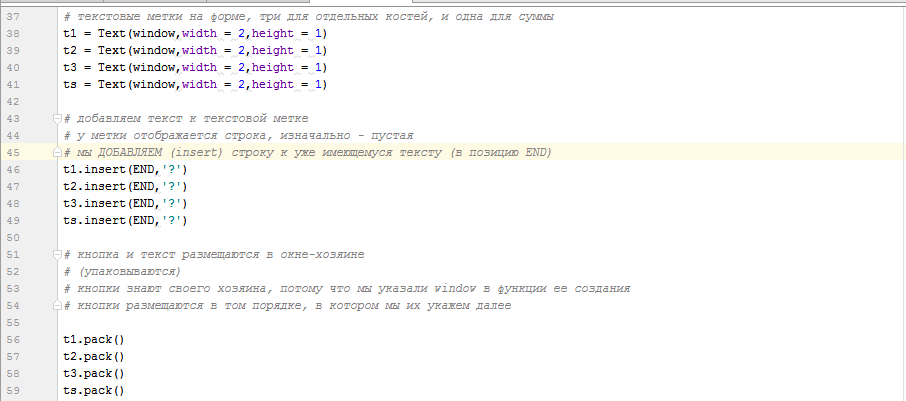 37 # текстовые метки на форме, три для отдельных костей, и одна для суммы
38 t1 = Text(window,width = 2,height = 1)
39 t2 = Text(window,width = 2,height = 1)
40 t3 = Text(window,width = 2,height = 1)
41 ts = Text(window,width = 2,height = 1)
42
43 # добавляем текст к текстовой метке
44 # у метки отображается строка, изначально - пустая
45 # мы ДОБАВЛЯЕМ (insert) строку к уже имеющемуся тексту (в позицию END)
46 t1.insert(END,'?')
47 t2.insert(END,'?')
48 t3.insert(END,'?')
49 ts.insert(END,'?')
50
51 # кнопка и текст размещаются в окне-хозяине
52 # (упаковываются)
53 # кнопки знают своего хозяина, потому что мы указали window в функции ее создания
54 # кнопки размещаются в том порядке, в котором мы их укажем далее
55
56 t1.pack()
57 t2.pack()
58 t3.pack()
59 ts.pack()